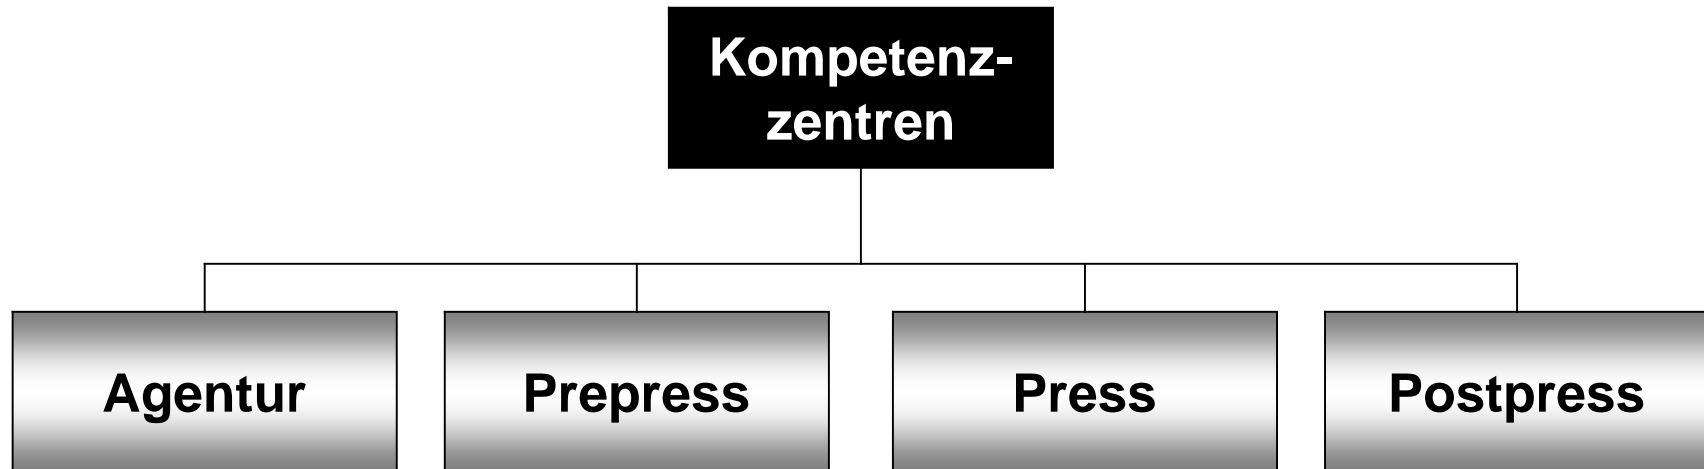 Kompetenz-
zentren
Agentur
Prepress
Press
Postpress